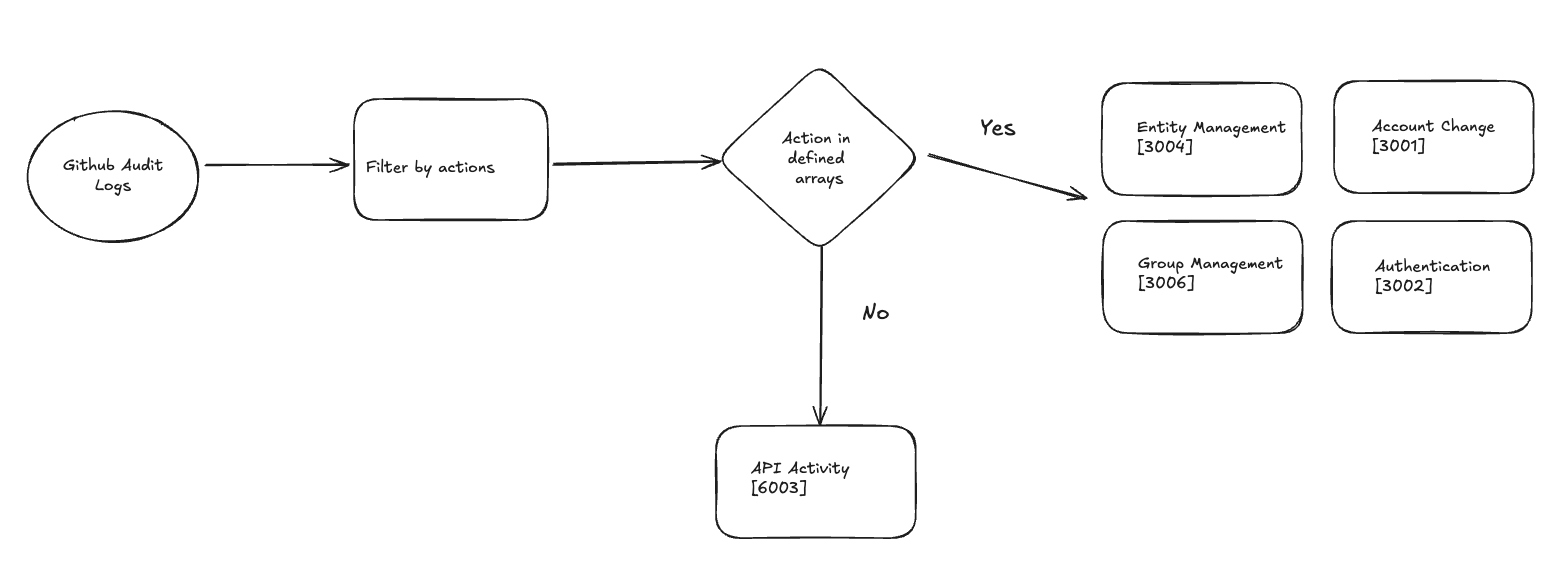 Github Audit
Logs
Filter by actions
Action in
defined
arrays
Yes
No
Entity Management
[3004]
Account Change
[3001]
Group Management
[3006]
Authentication
[3002]
API Activity
[6003]